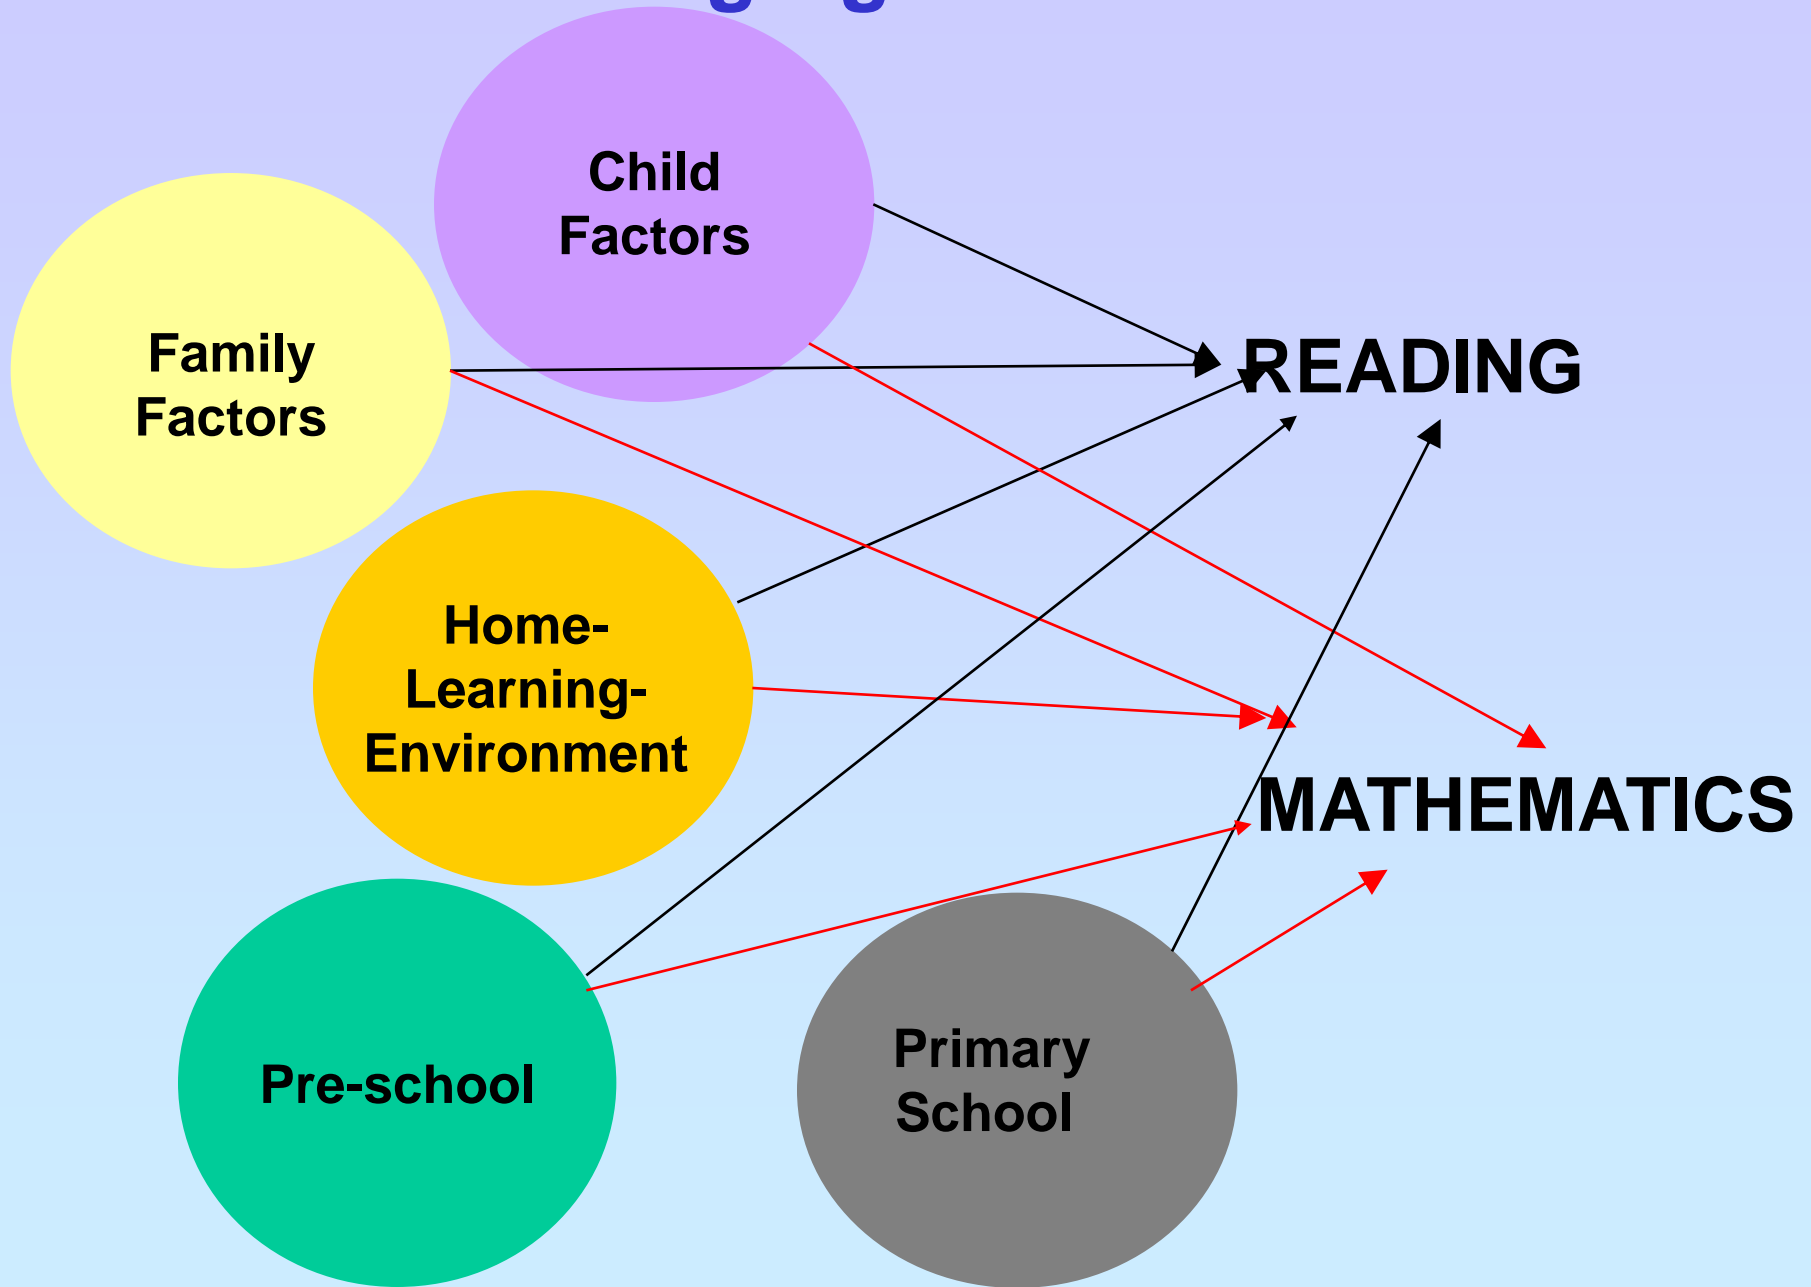 Child
Factors
Family
Factors
READING
Home-
Learning-
Environment
MATHEMATICS
Pre-school
Primary
School